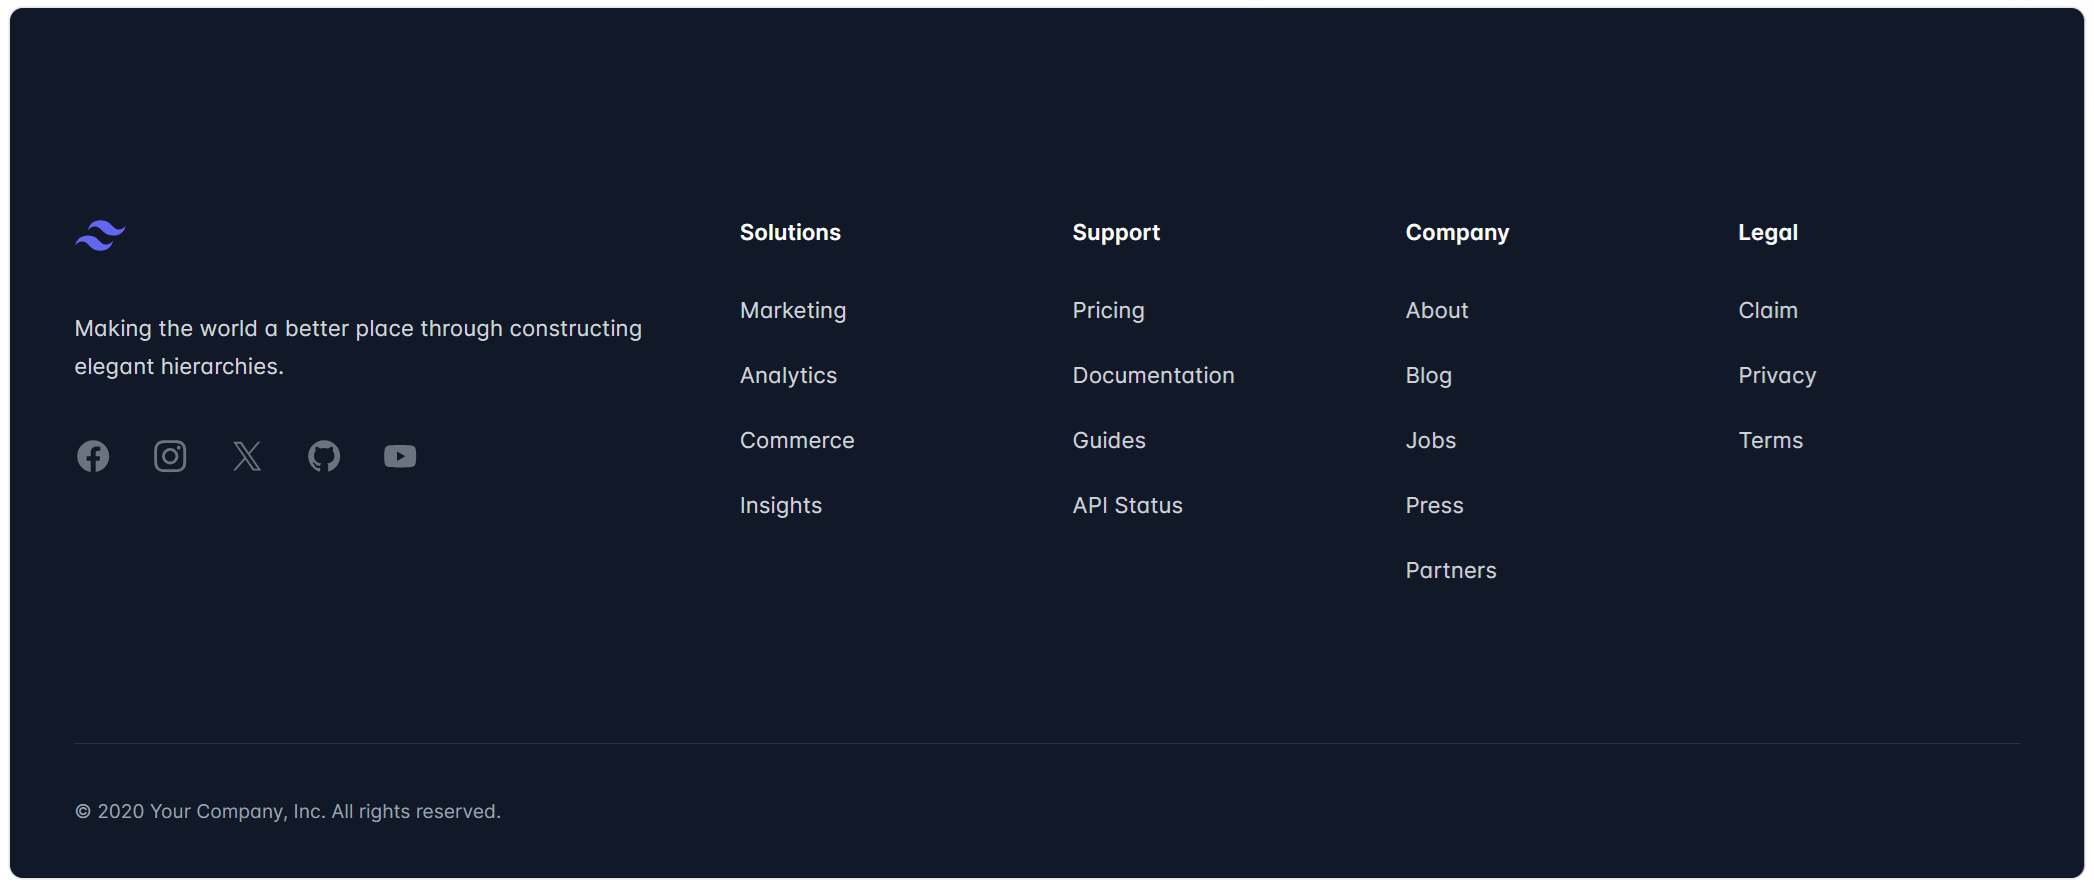 Making the world a better place through constructing
elegant hierarchies.
Solutions
Marketing
Analytics
Commerce
Insights
Support
Pricing
Documentation
Guides
API Status
Company
About
Blog
Jobs
Press
Partners
Legal
Claim
Privacy
Terms
© 2020 Your Company, Inc. All rights reserved.